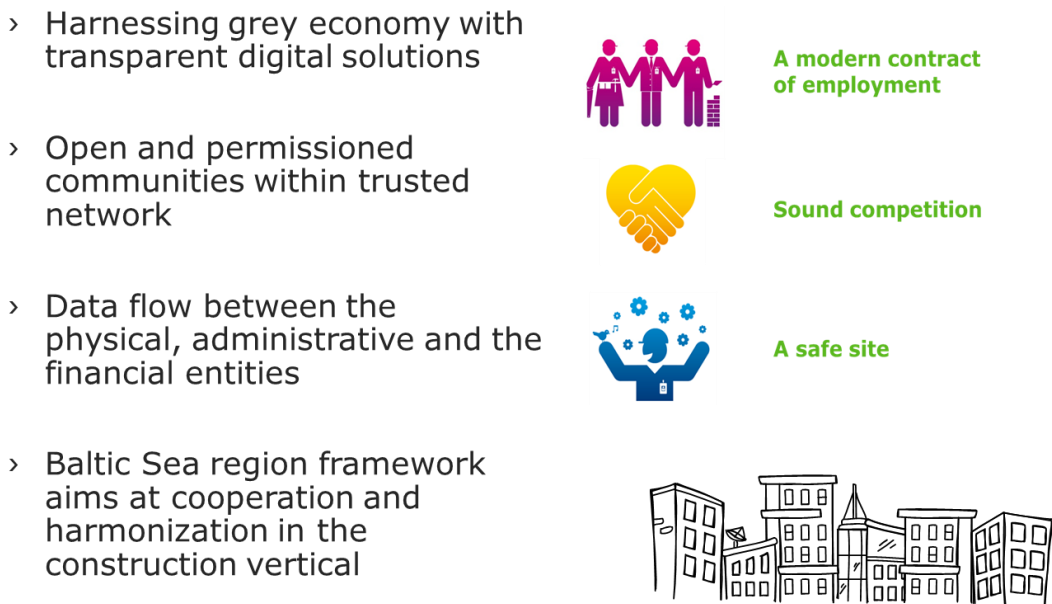 › Harnessing grey economy with
transparent digital solutions
› Open and permissioned
communities within trusted
network
› Data flow between the
physical, administrative and the
financial entities
› Baltic Sea region framework
aims at cooperation and
harmonization in the
construction vertical
A modern contract
of employment
Sound competition
A safe site